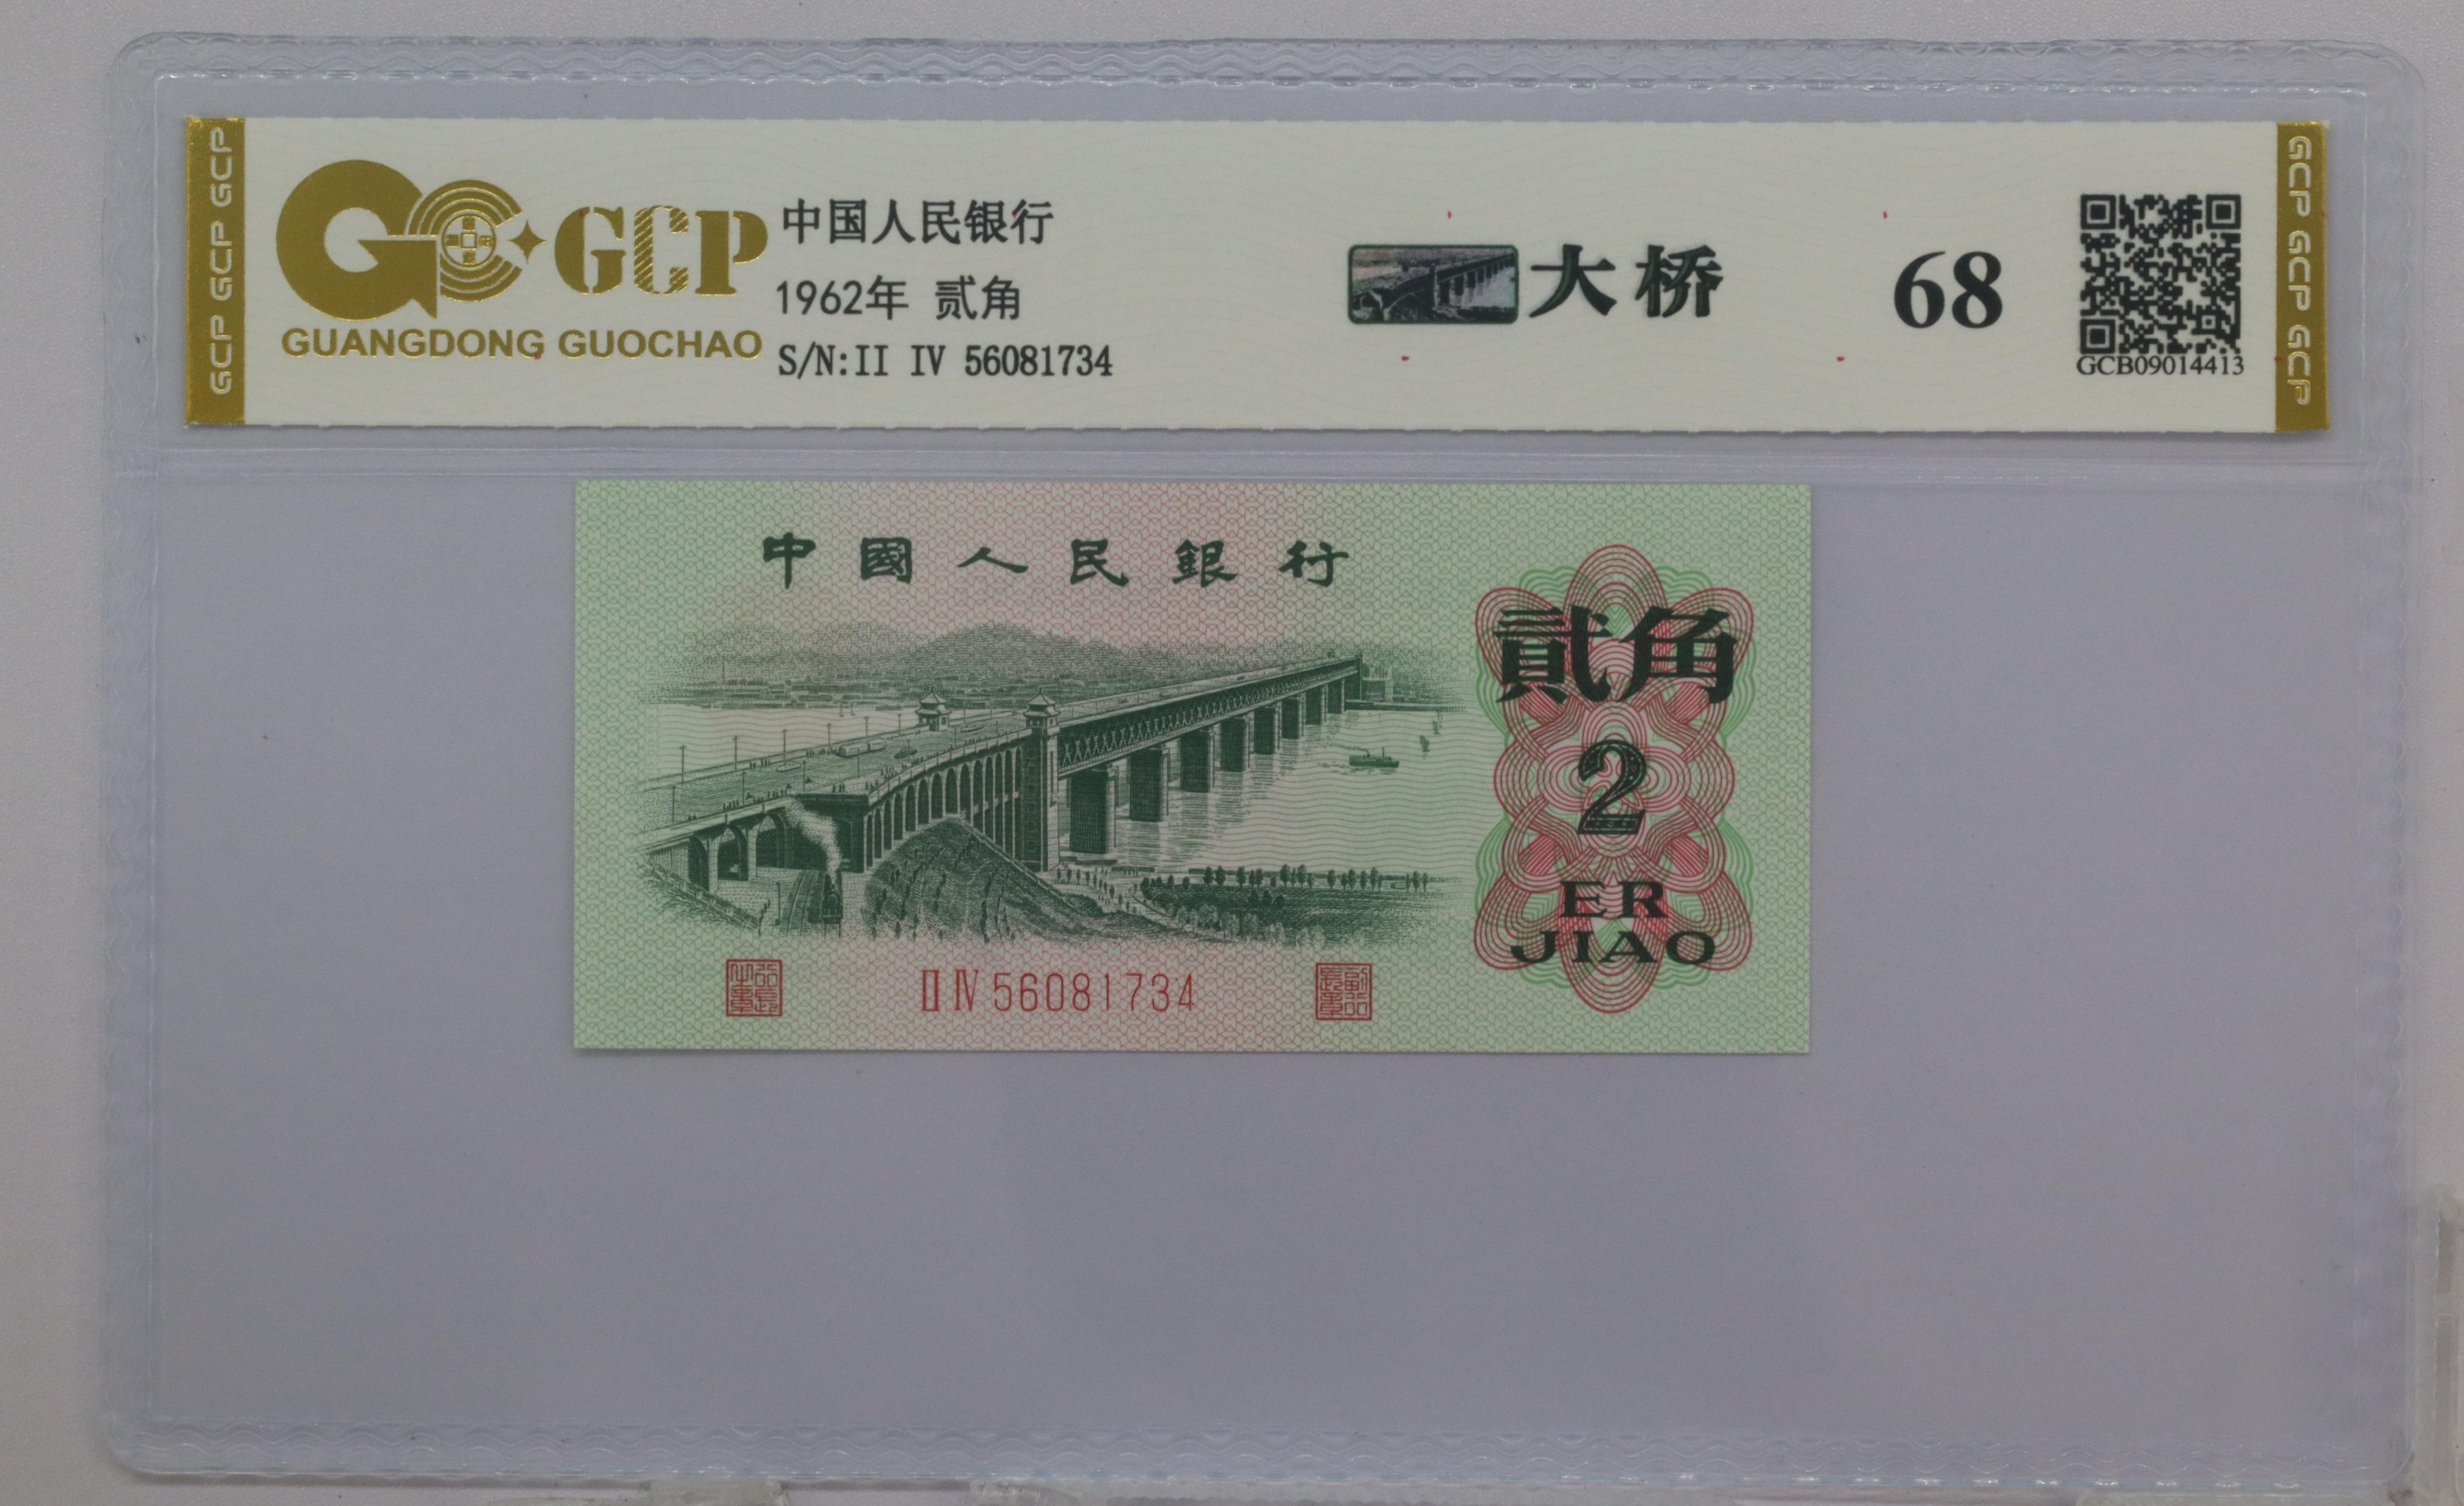 GCP GCP GCP
GCP
GUANGDONG GUOCHAO
中国人民银行
1962年 贰角
S/N:II IV 56081734
大桥
68
GCB09014413
GCP GCP GCP
中國人民銀行
貳角
2
ER
JIAO
II IV 56081734